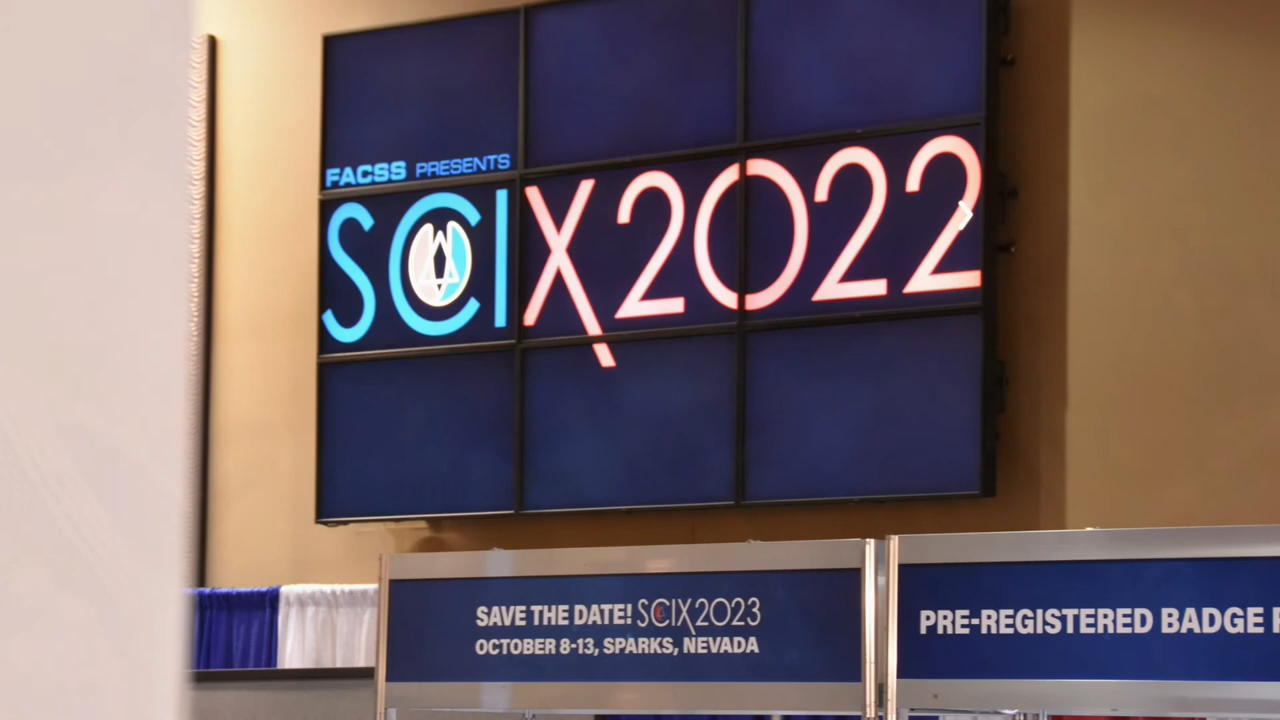 FACSS PRESENTS
SCIX2022
SAVE THE DATE! SCIX2023
OCTOBER 8-13, SPARKS, NEVADA
PRE-REGISTERED BADGE